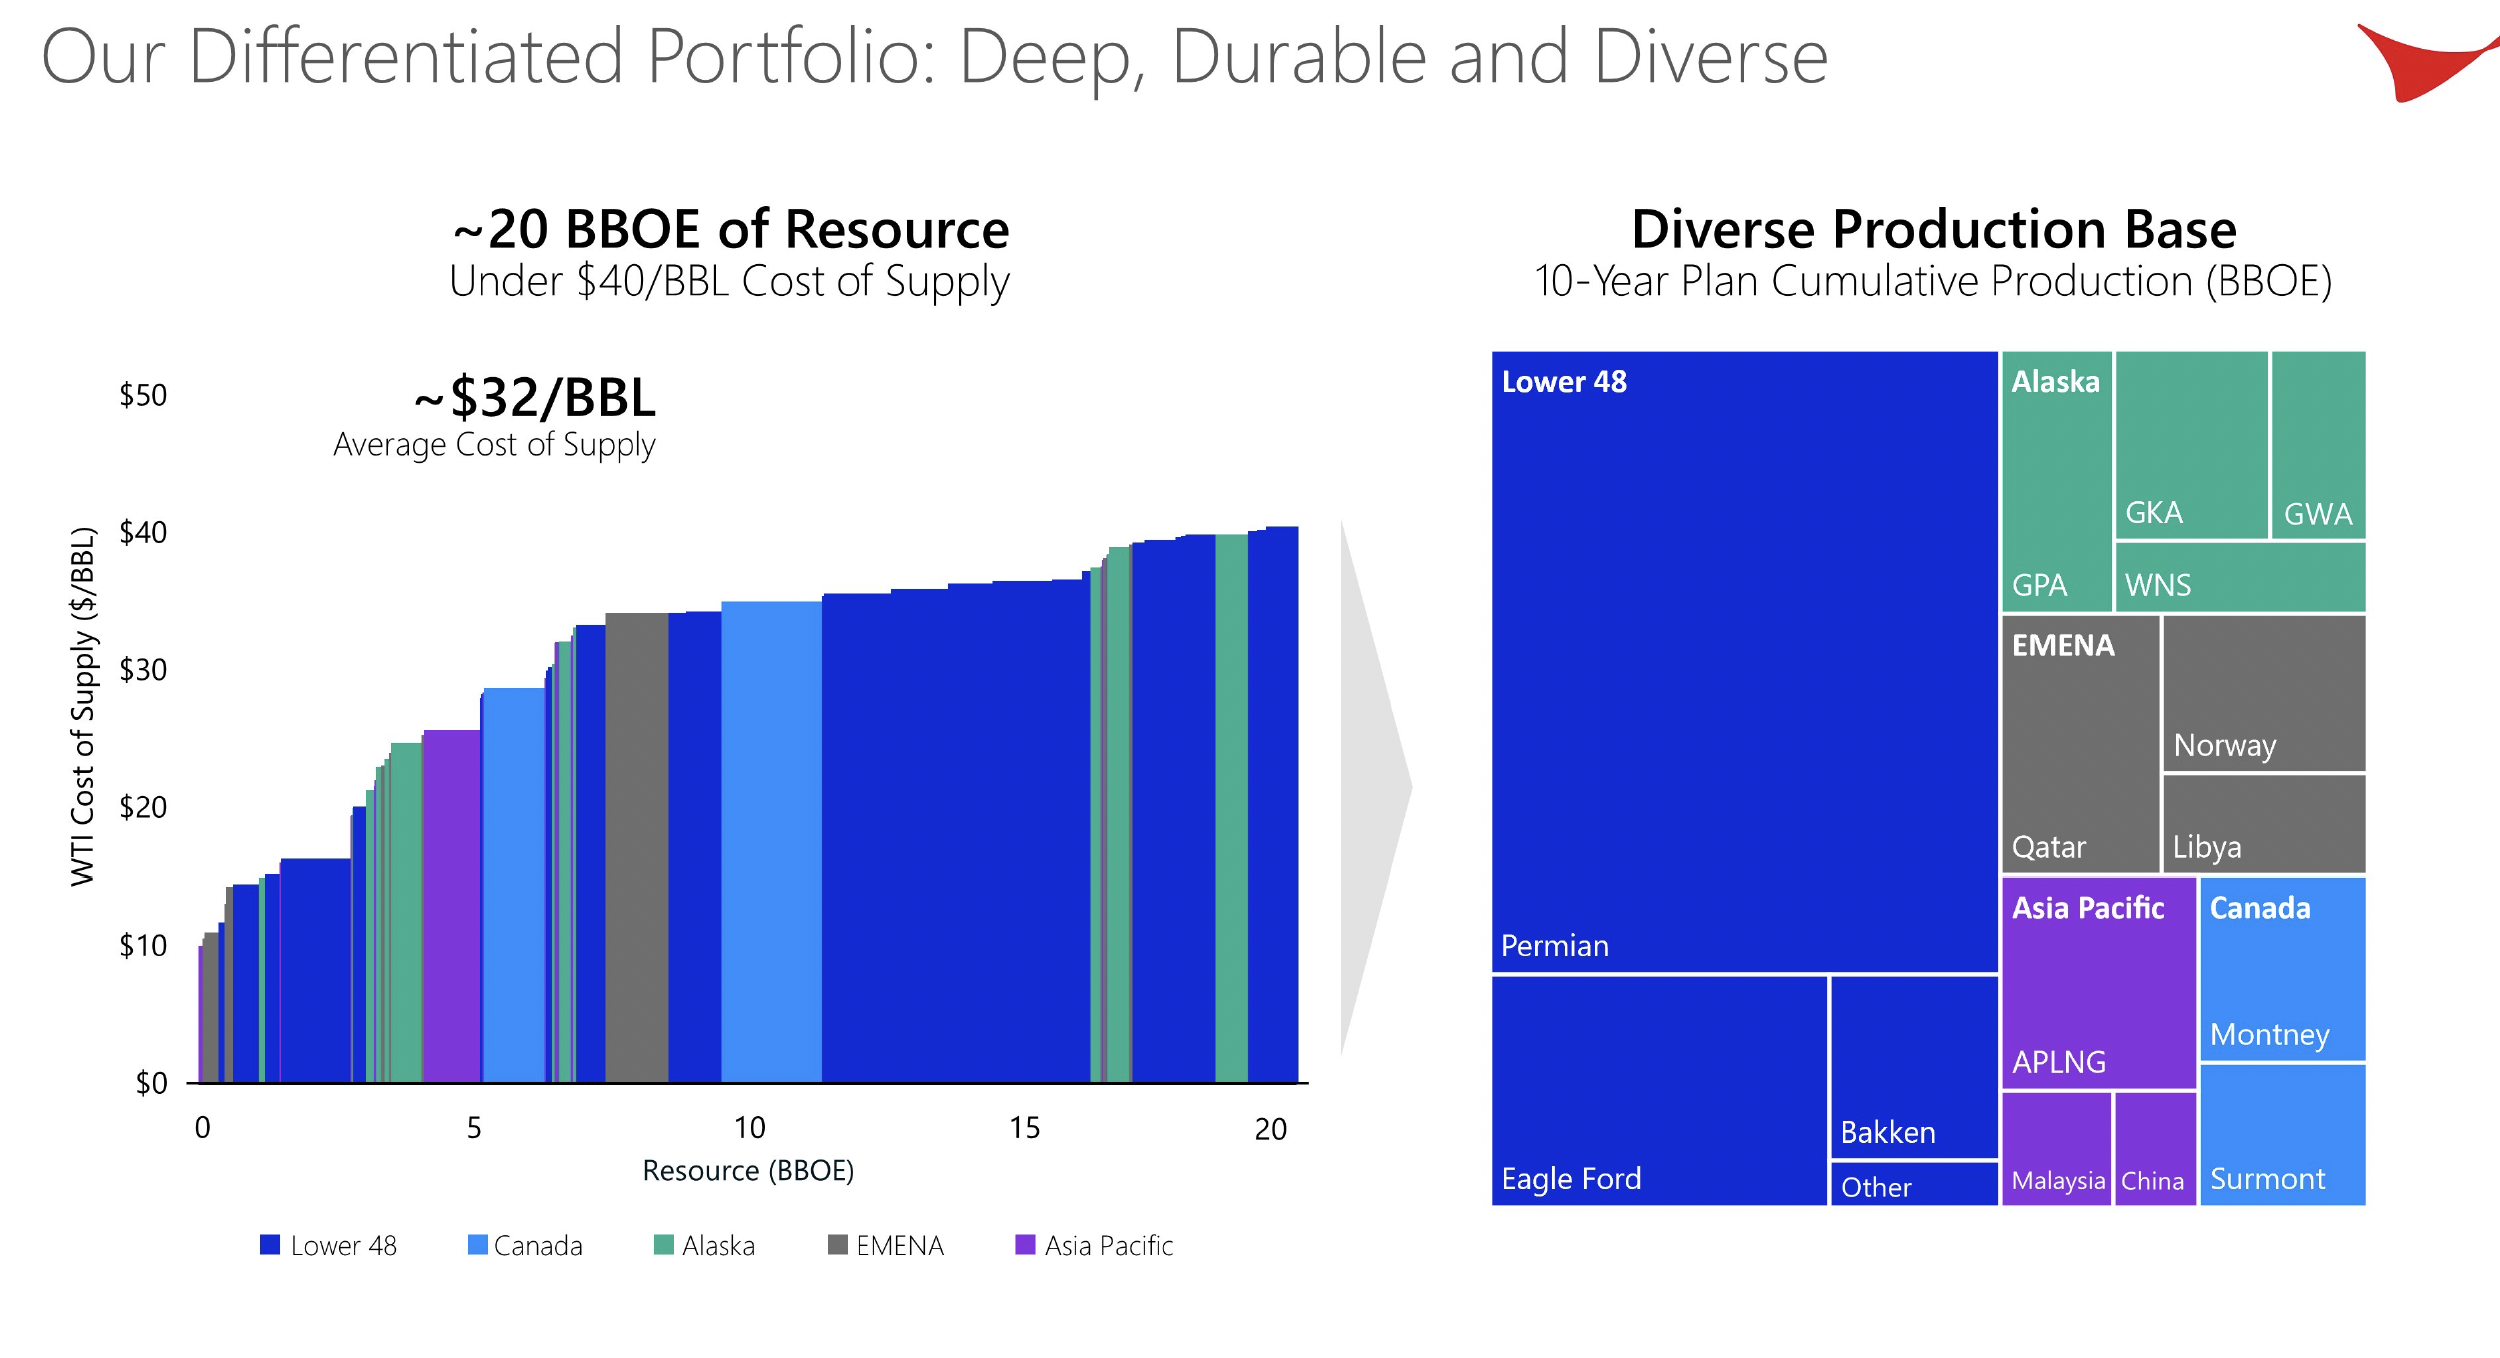 Our Differentiated Portfolio: Deep, Durable and Diverse
~20 BBOE of Resource
Under $40/BBL Cost of Supply
~$32/BBL
Average Cost of Supply
WTI Cost of Supply ($/BBL)
$50
$40
$30
$20
$10
$0
0 5 10 15 20
Resource (BBOE)
Lower 48 Canada Alaska EMENA Asia Pacific
Diverse Production Base
10-Year Plan Cumulative Production (BBOE)
Lower 48
Permian
Eagle Ford
Bakken
Other
Alaska
GKA
GWA
GPA
WNS
EMENA
Norway
Qatar
Libya
Asia Pacific
APLNG
Malaysia
China
Canada
Montney
Surmont